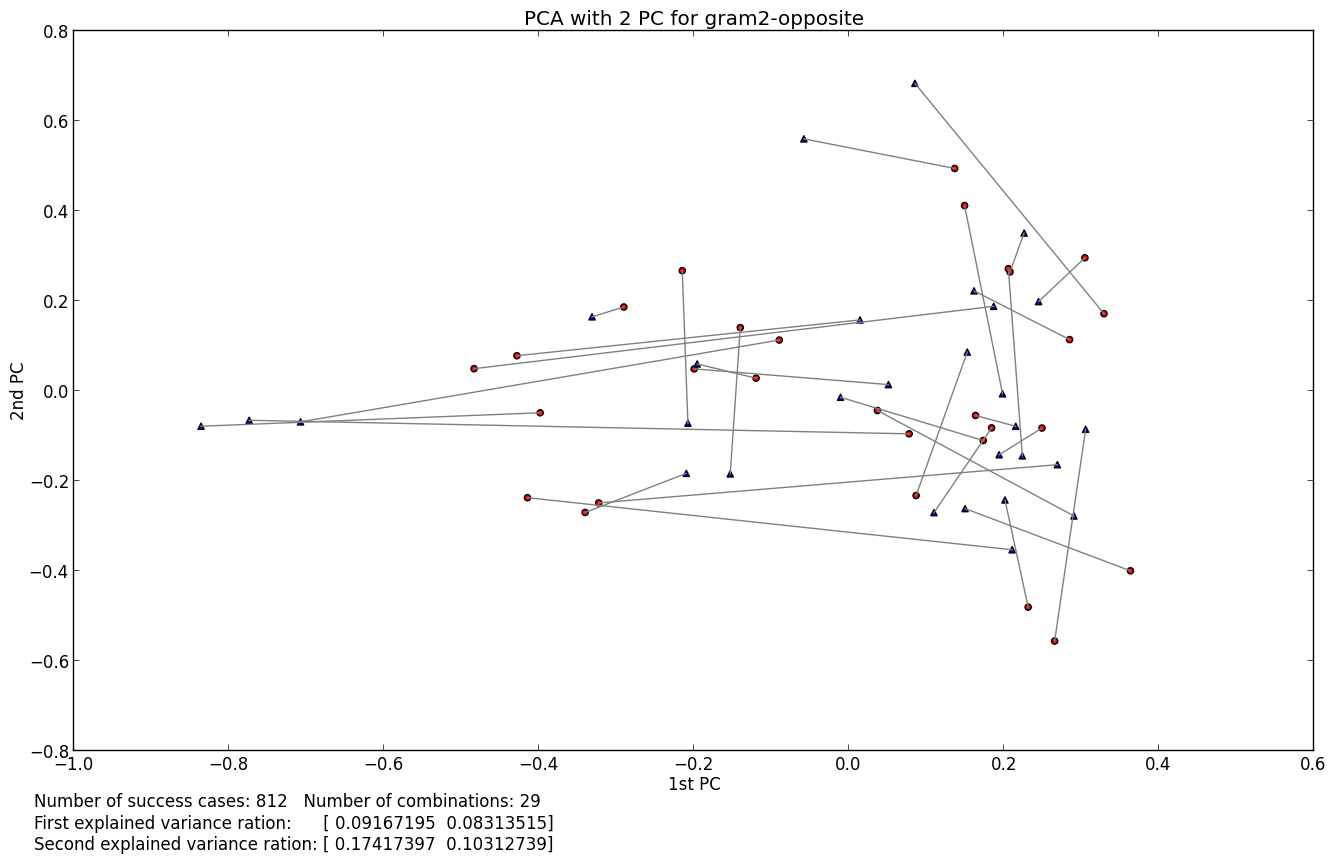 PCA with 2 PC for gram2-opposite
0.8
0.6
0.4
0.2
0.0
−0.2
−0.4
−0.6
−0.8
2nd PC
−1.0 −0.8 −0.6 −0.4 −0.2 0.0 0.2 0.4 0.6
1st PC
Number of success cases: 812 Number of combinations: 29
First explained variance ration: [ 0.09167195 0.08313515]
Second explained variance ration: [ 0.17417397 0.10312739]